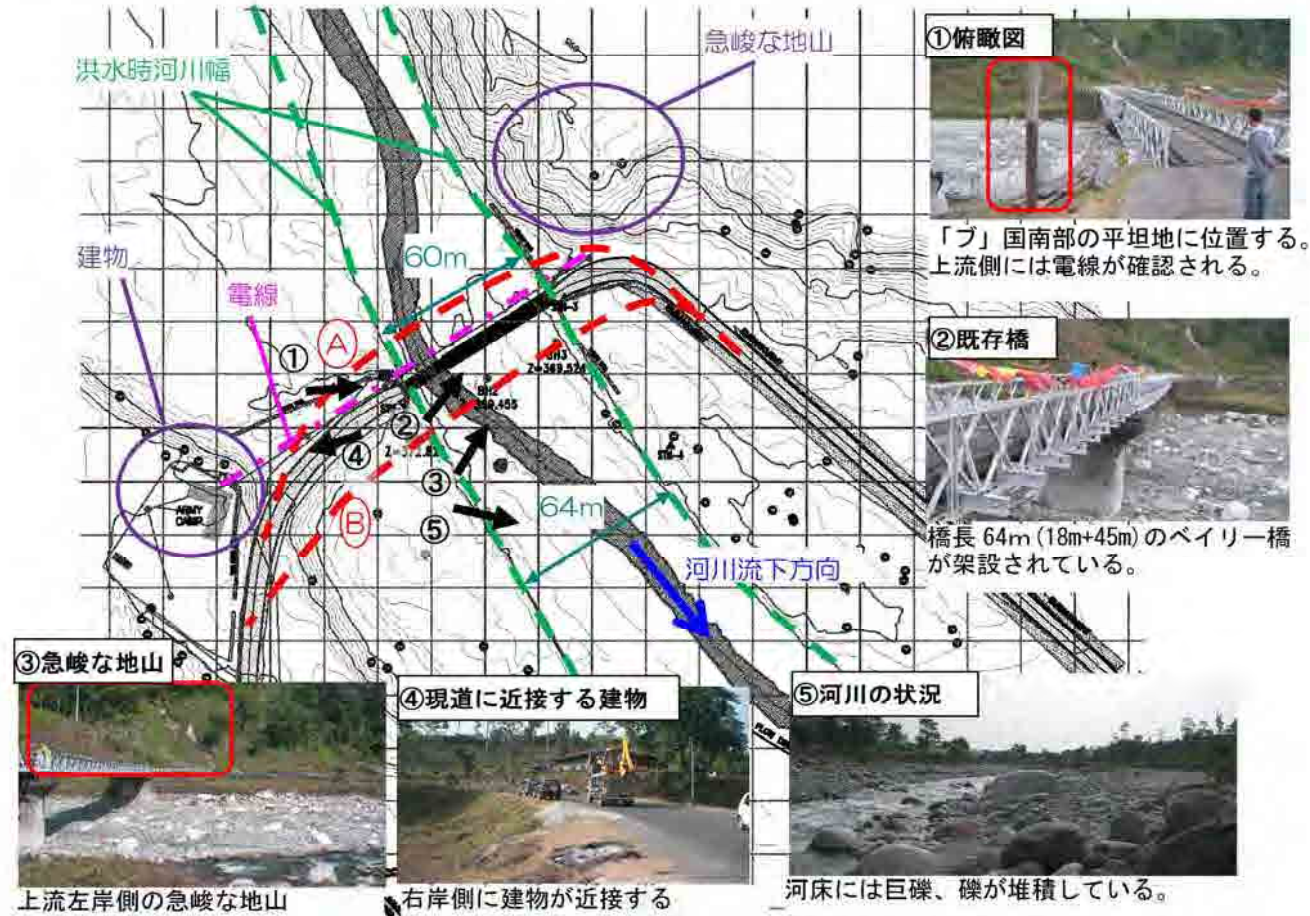 洪水時河川幅
急峻な地山
建物
電線
60m
64m
Ⓐ
Ⓑ
①
②
③
④
⑤
河川流下方向
ARMY
CAMP
①俯瞰図
「ブ」国南部の平坦地に位置する。
上流側には電線が確認される。
②既存橋
橋長 64m(18m+45m)のベイリー橋
が架設されている。
③急峻な地山
上流左岸側の急峻な地山
④現道に近接する建物
右岸側に建物が近接する
⑤河川の状況
河床には巨礫、礫が堆積している。